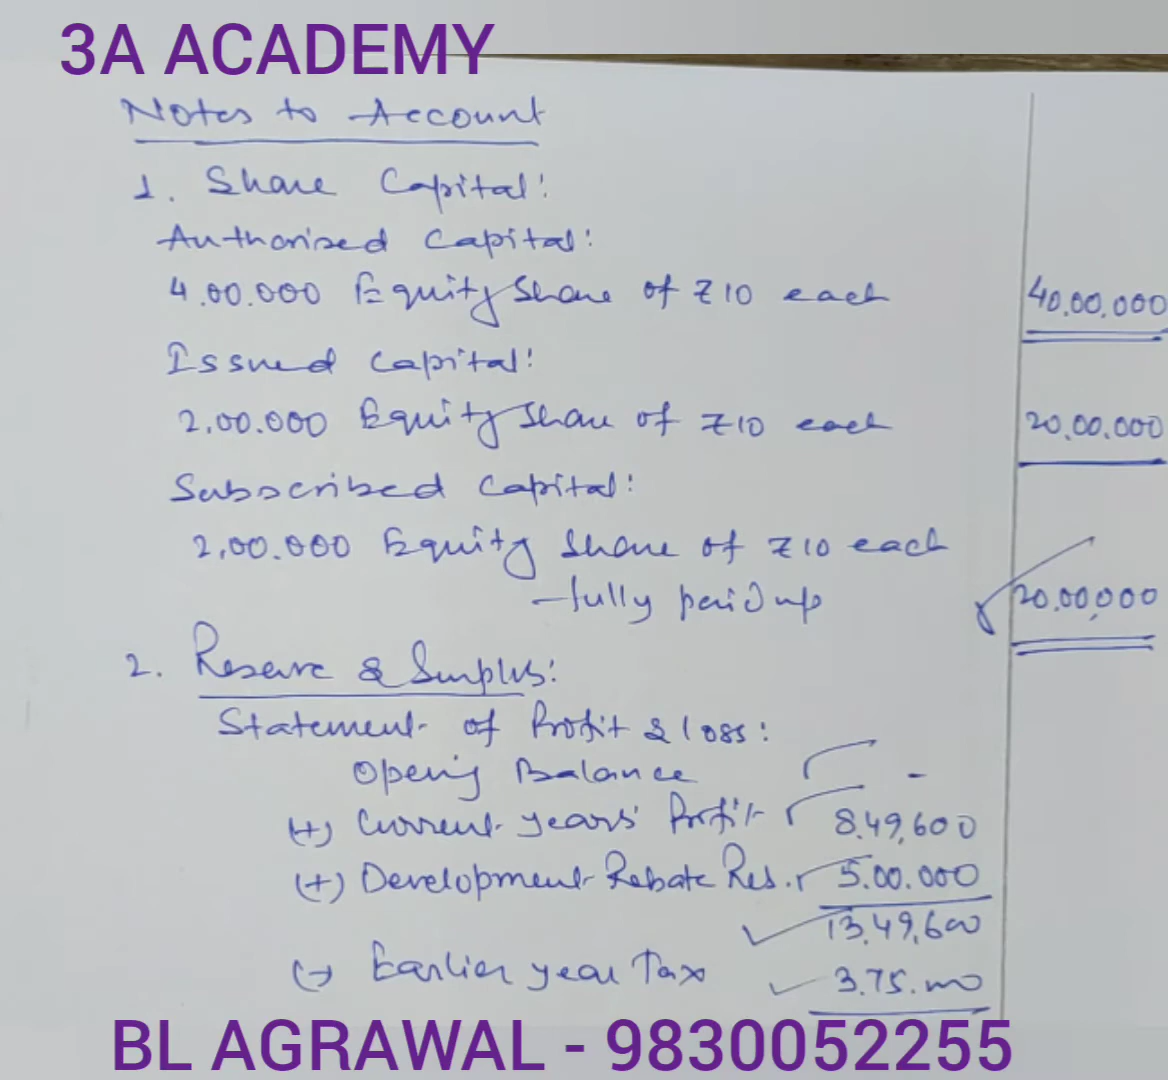 3A ACADEMY
Notes to Account
1. Share Capital:
Authorised Capital:
4.00.000 Equity Share of ₹10 each 40,00,000
Issued Capital:
2,00.000 Equity Share of ₹10 each 20,00,000
Subscribed Capital:
2,00.000 Equity Share of ₹10 each
- fully paid up 20,00,000
2. Reserve & Surplus:
Statement of Profit & loss:
Opening Balance -
(+) Current years' Profit 8,49,600
(+) Development Rebate Res. 5.00.000
13,49,600
(-) Earlier year Tax 3.75.000
BL AGRAWAL - 9830052255